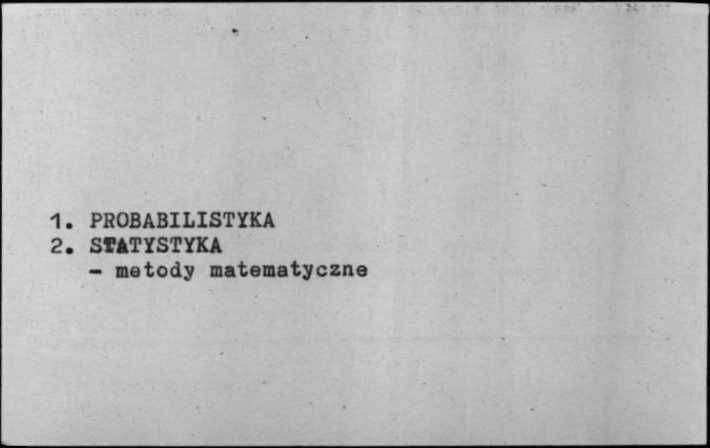 1. PROBABILISTYKA
2. STATYSTYKA
- metody matematyczne